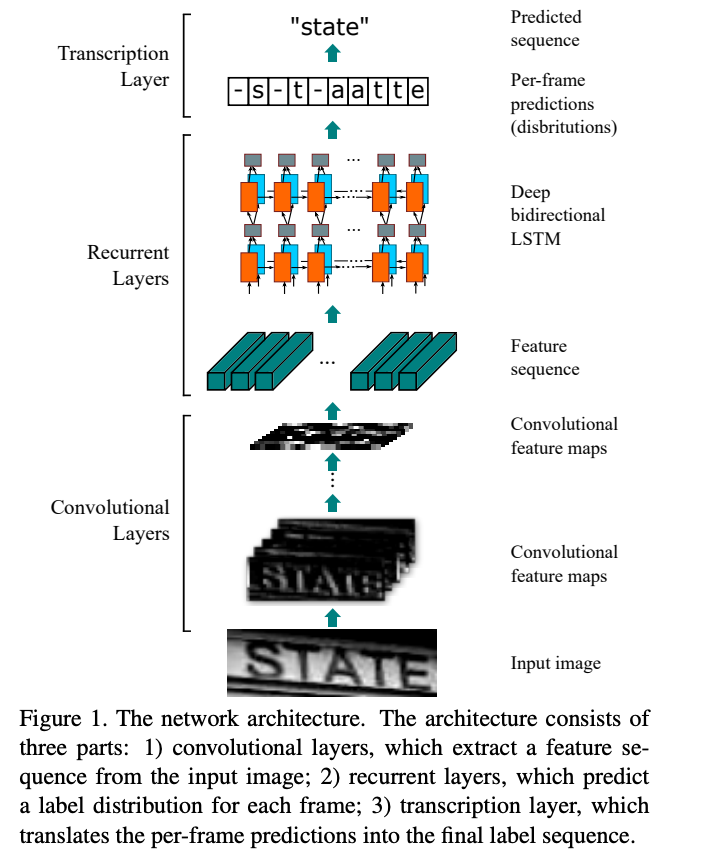 "state"
Predicted
sequence
Transcription
Layer
-s-t-aatte
Per-frame
predictions
(disbritutions)
...
Deep
bidirectional
LSTM
...
Recurrent
Layers
Feature
sequence
...
Convolutional
feature maps
Convolutional
Layers
STATE
Convolutional
feature maps
STATE
Input image
Figure 1. The network architecture. The architecture consists of
three parts: 1) convolutional layers, which extract a feature se-
quence from the input image; 2) recurrent layers, which predict
a label distribution for each frame; 3) transcription layer, which
translates the per-frame predictions into the final label sequence.